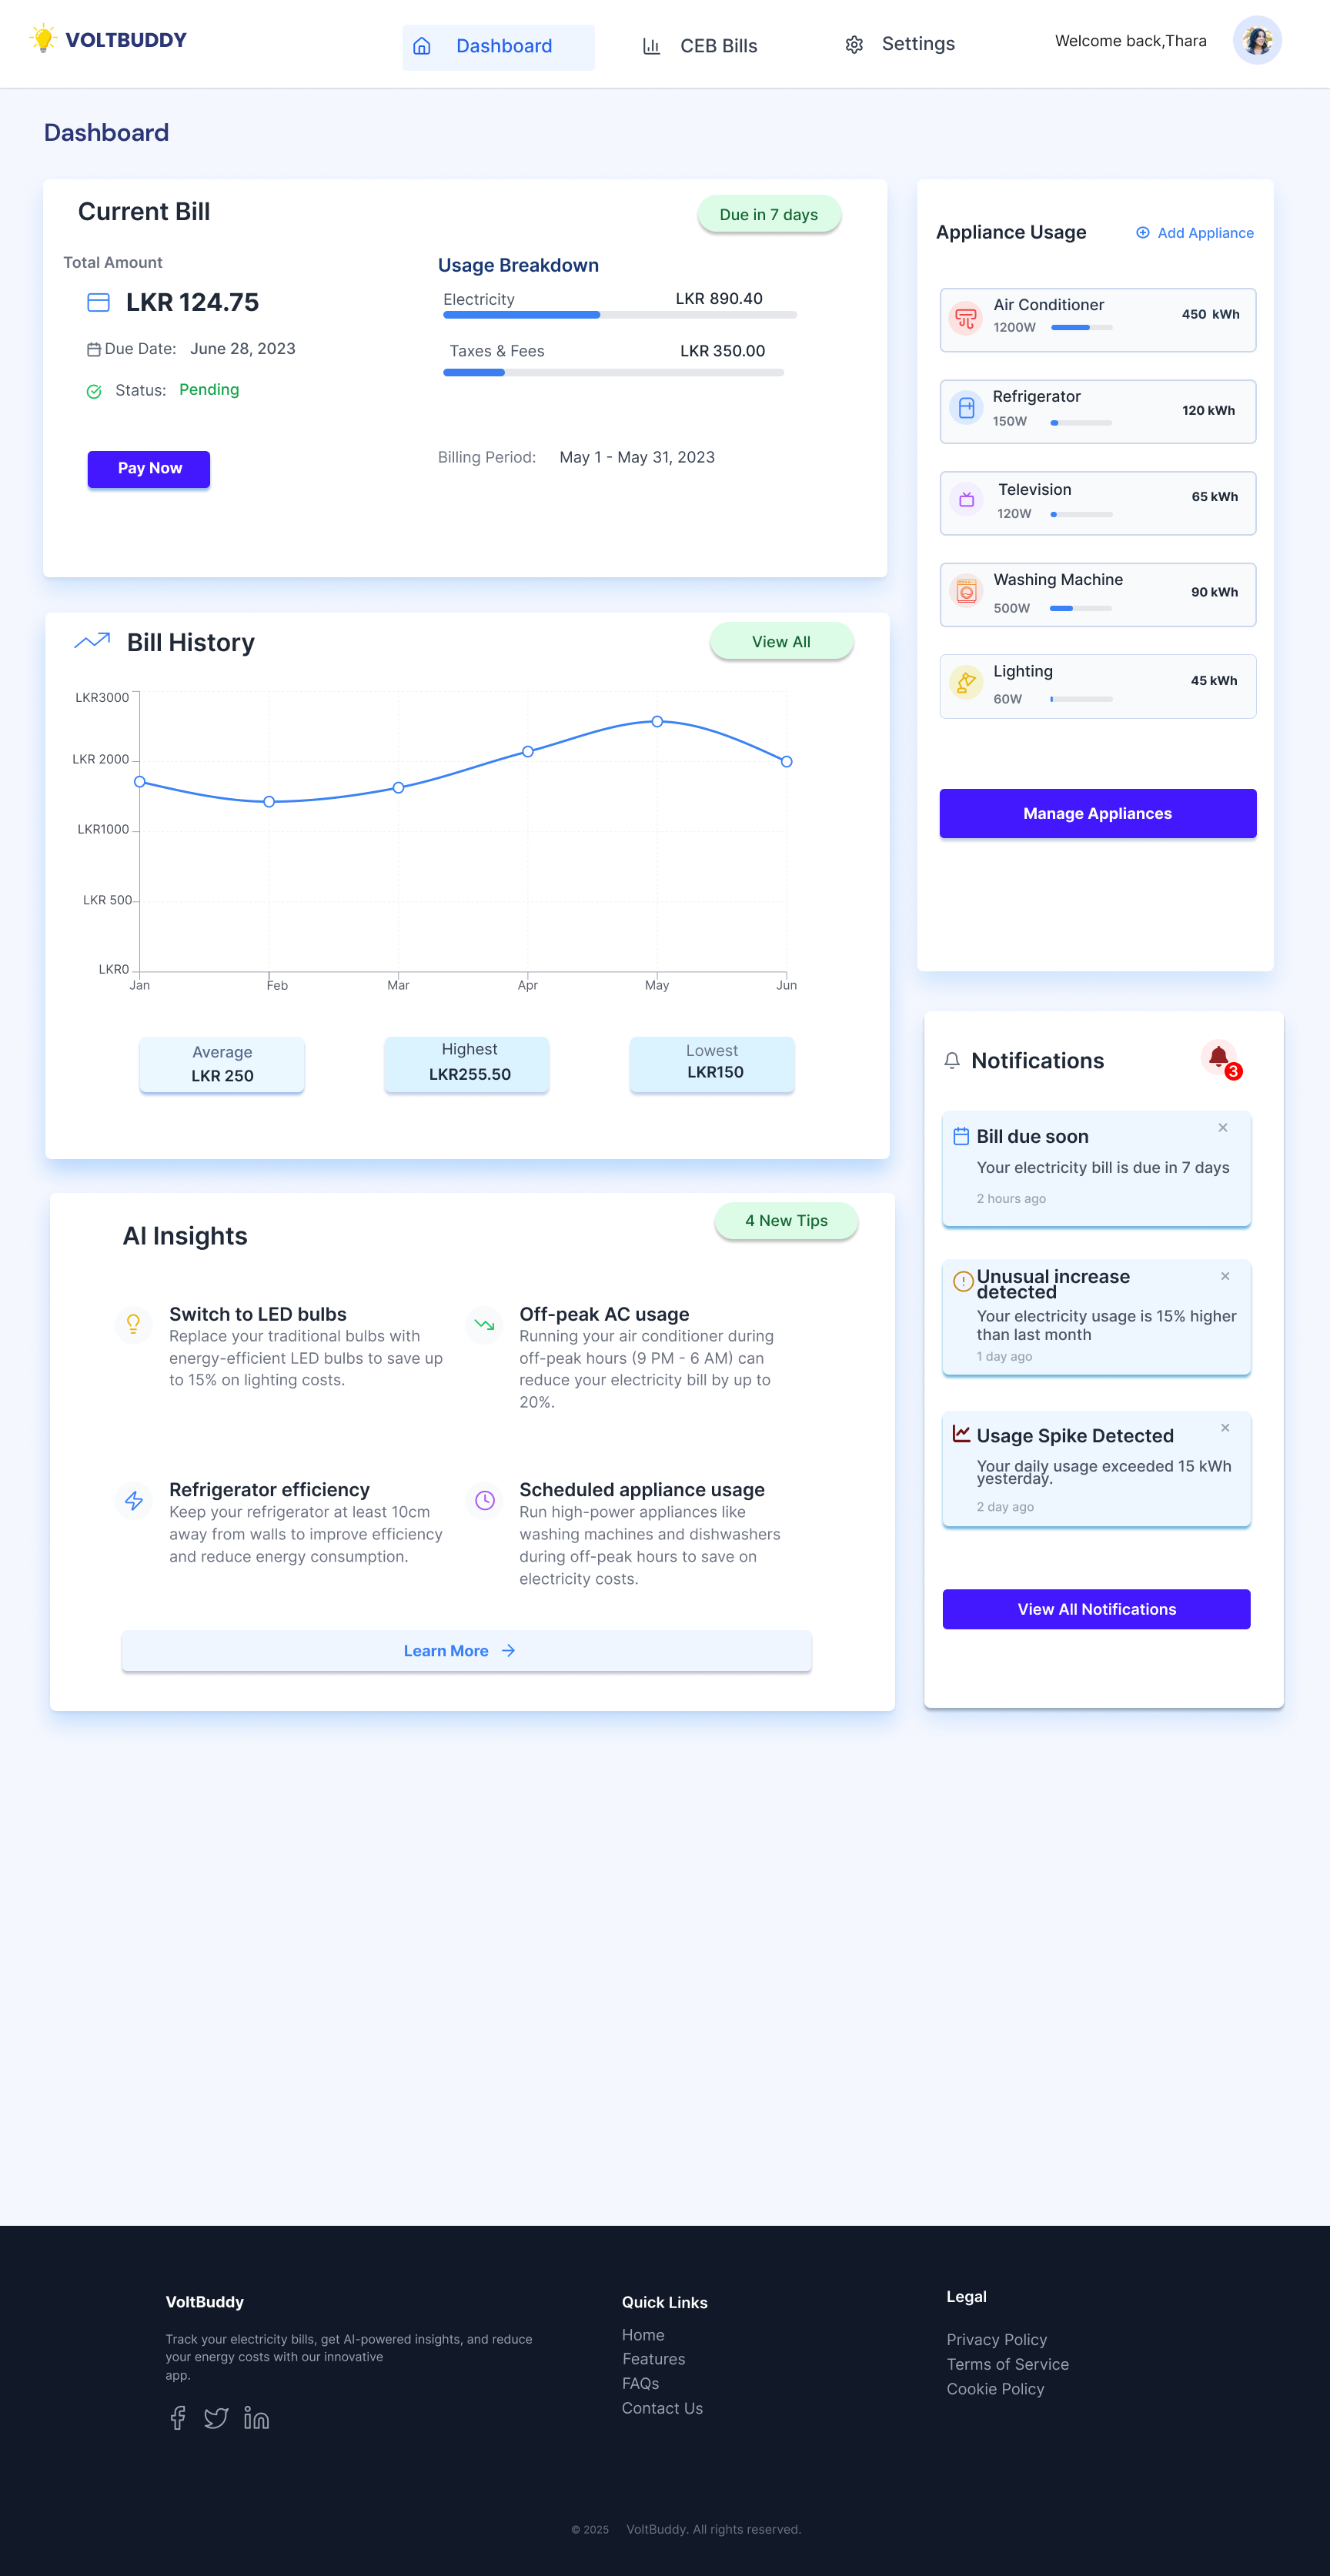 VOLTBUDDY
Dashboard
CEB Bills
Settings
Welcome back,Thara
Dashboard
Current Bill
Due in 7 days
Total Amount
LKR 124.75
Due Date: June 28, 2023
Status: Pending
Pay Now
Usage Breakdown
Electricity LKR 890.40
Taxes & Fees LKR 350.00
Billing Period: May 1 - May 31, 2023
Appliance Usage
Add Appliance
Air Conditioner
1200W
450 kWh
Refrigerator
150W
120 kWh
Television
120W
65 kWh
Washing Machine
500W
90 kWh
Lighting
60W
45 kWh
Manage Appliances
Bill History
View All
LKR3000
LKR 2000
LKR1000
LKR 500
LKR0
Jan
Feb
Mar
Apr
May
Jun
Average
LKR 250
Highest
LKR255.50
Lowest
LKR150
Notifications
3
Bill due soon
Your electricity bill is due in 7 days
2 hours ago
Unusual increase
detected
Your electricity usage is 15% higher
than last month
1 day ago
Usage Spike Detected
Your daily usage exceeded 15 kWh
yesterday.
2 day ago
View All Notifications
AI Insights
4 New Tips
Switch to LED bulbs
Replace your traditional bulbs with
energy-efficient LED bulbs to save up
to 15% on lighting costs.
Off-peak AC usage
Running your air conditioner during
off-peak hours (9 PM - 6 AM) can
reduce your electricity bill by up to
20%.
Refrigerator efficiency
Keep your refrigerator at least 10cm
away from walls to improve efficiency
and reduce energy consumption.
Scheduled appliance usage
Run high-power appliances like
washing machines and dishwashers
during off-peak hours to save on
electricity costs.
Learn More
VoltBuddy
Track your electricity bills, get AI-powered insights, and reduce
your energy costs with our innovative
app.
Quick Links
Home
Features
FAQs
Contact Us
Legal
Privacy Policy
Terms of Service
Cookie Policy
© 2025 VoltBuddy. All rights reserved.